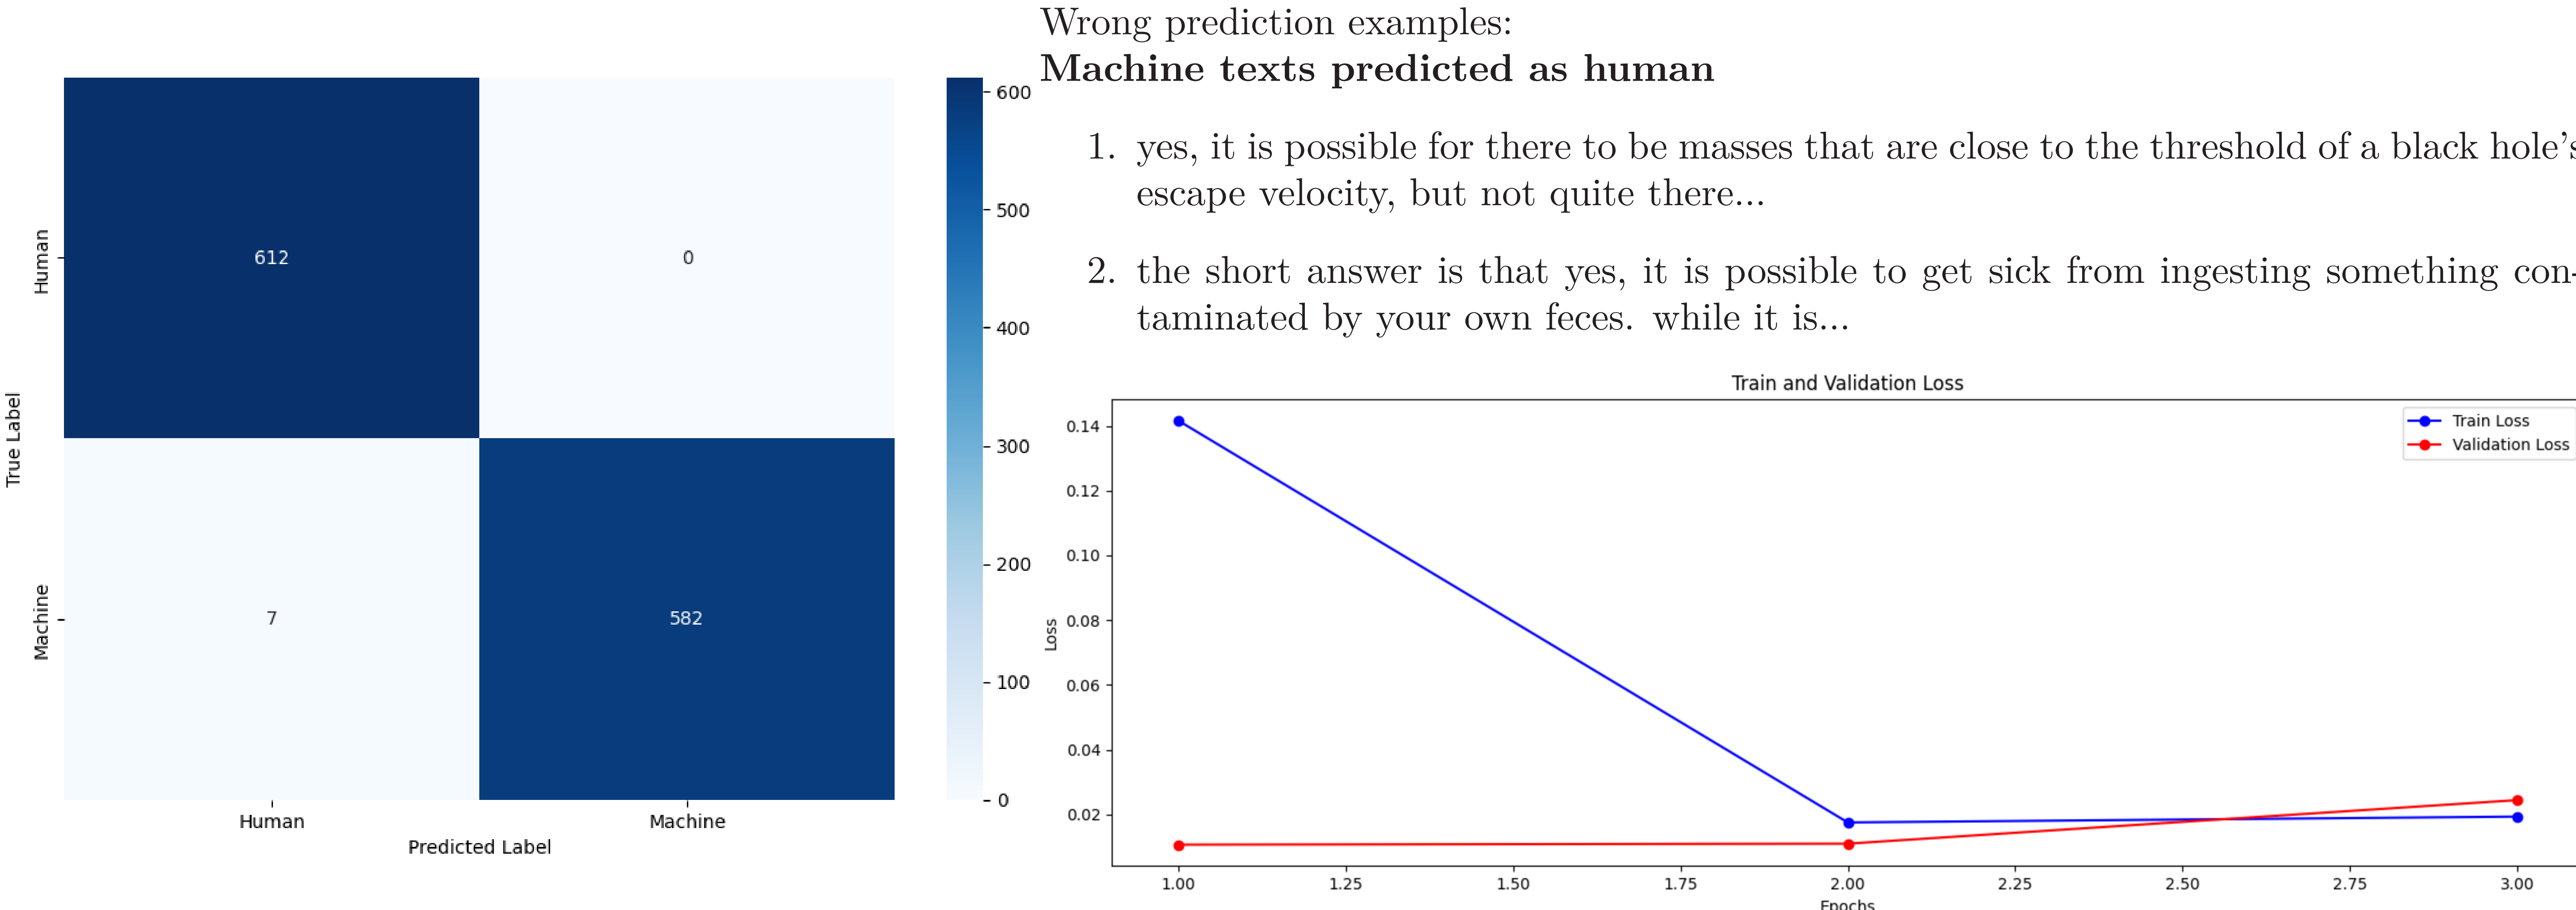 Wrong prediction examples:
Machine texts predicted as human
1. yes, it is possible for there to be masses that are close to the threshold of a black hole's
escape velocity, but not quite there...
2. the short answer is that yes, it is possible to get sick from ingesting something con-
taminated by your own feces. while it is...
True Label
Human
Machine
612
0
7
582
Human
Machine
Predicted Label
600
500
400
300
200
100
0
Train and Validation Loss
Train Loss
Validation Loss
Loss
0.14
0.12
0.10
0.08
0.06
0.04
0.02
1.00
1.25
1.50
1.75
2.00
2.25
2.50
2.75
3.00
Epochs